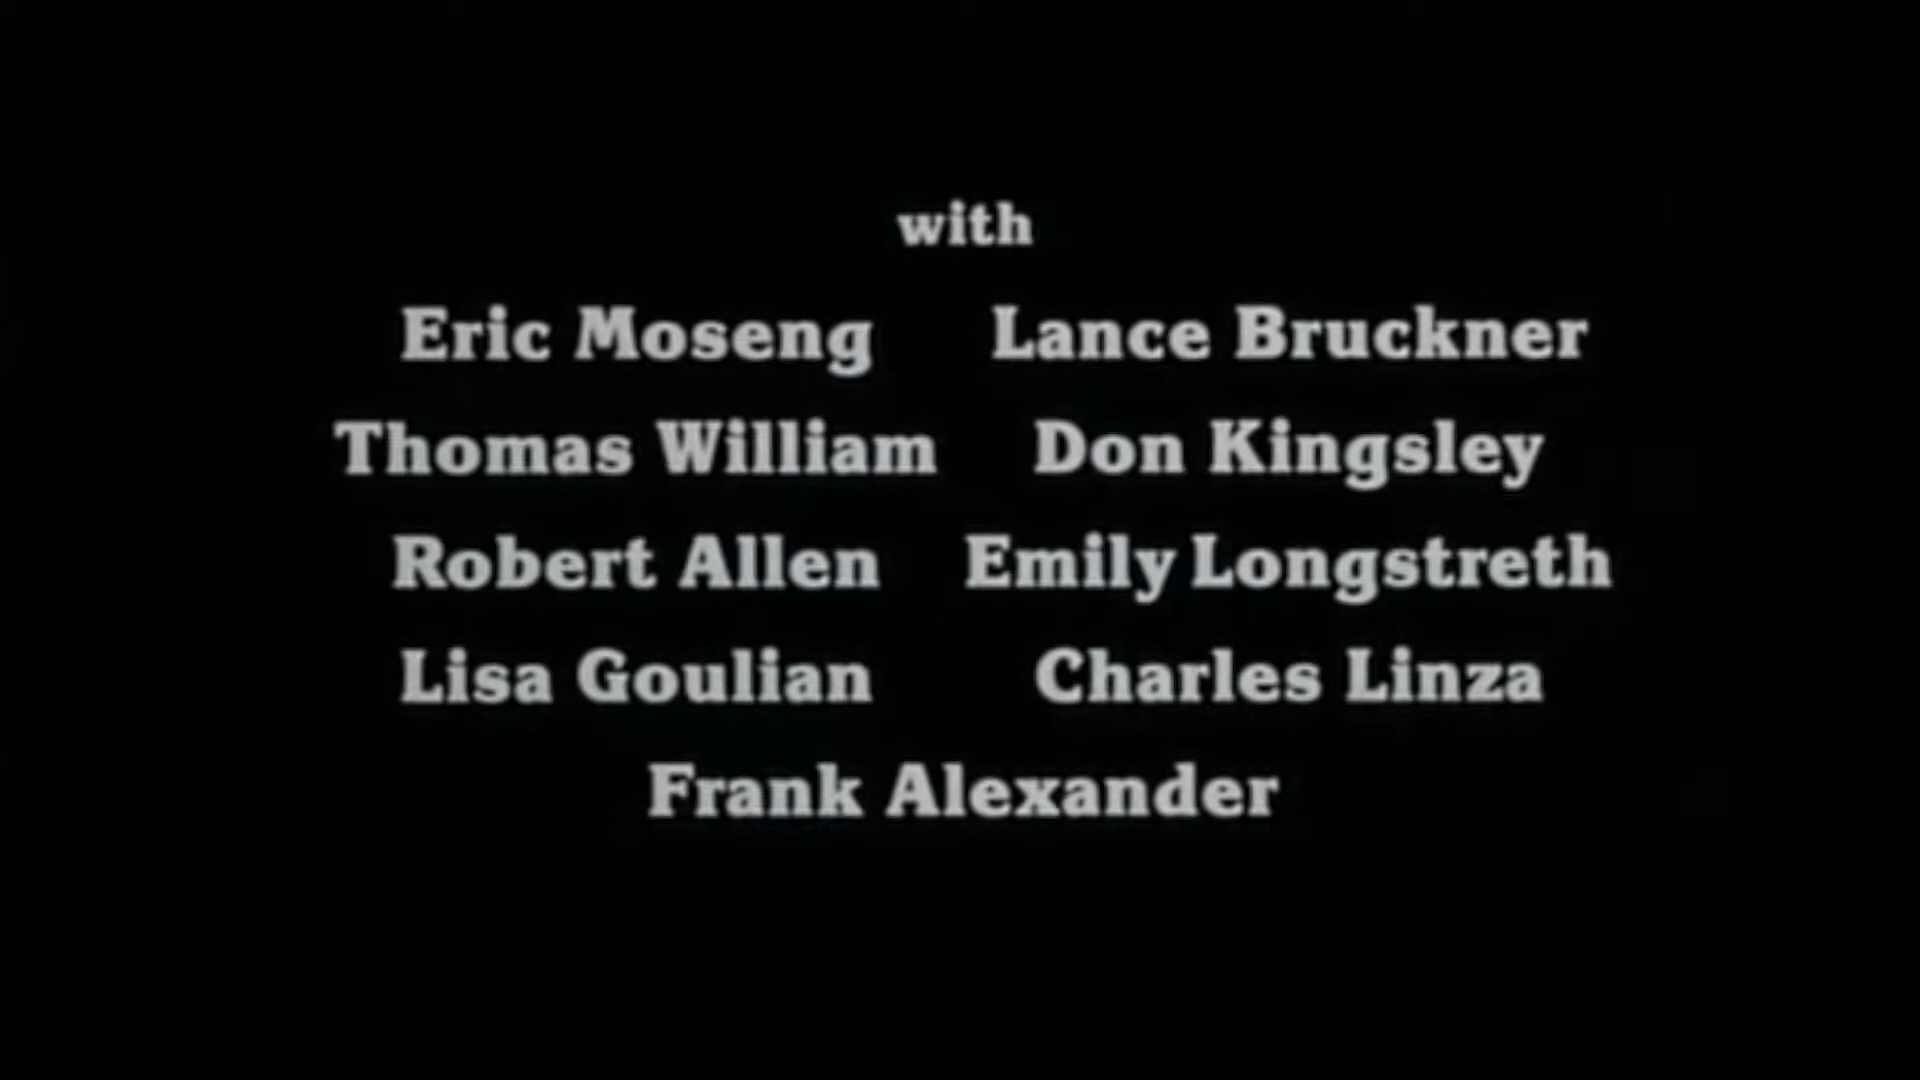 with
Eric Moseng Lance Bruckner
Thomas William Don Kingsley
Robert Allen Emily Longstreth
Lisa Goulian Charles Linza
Frank Alexander